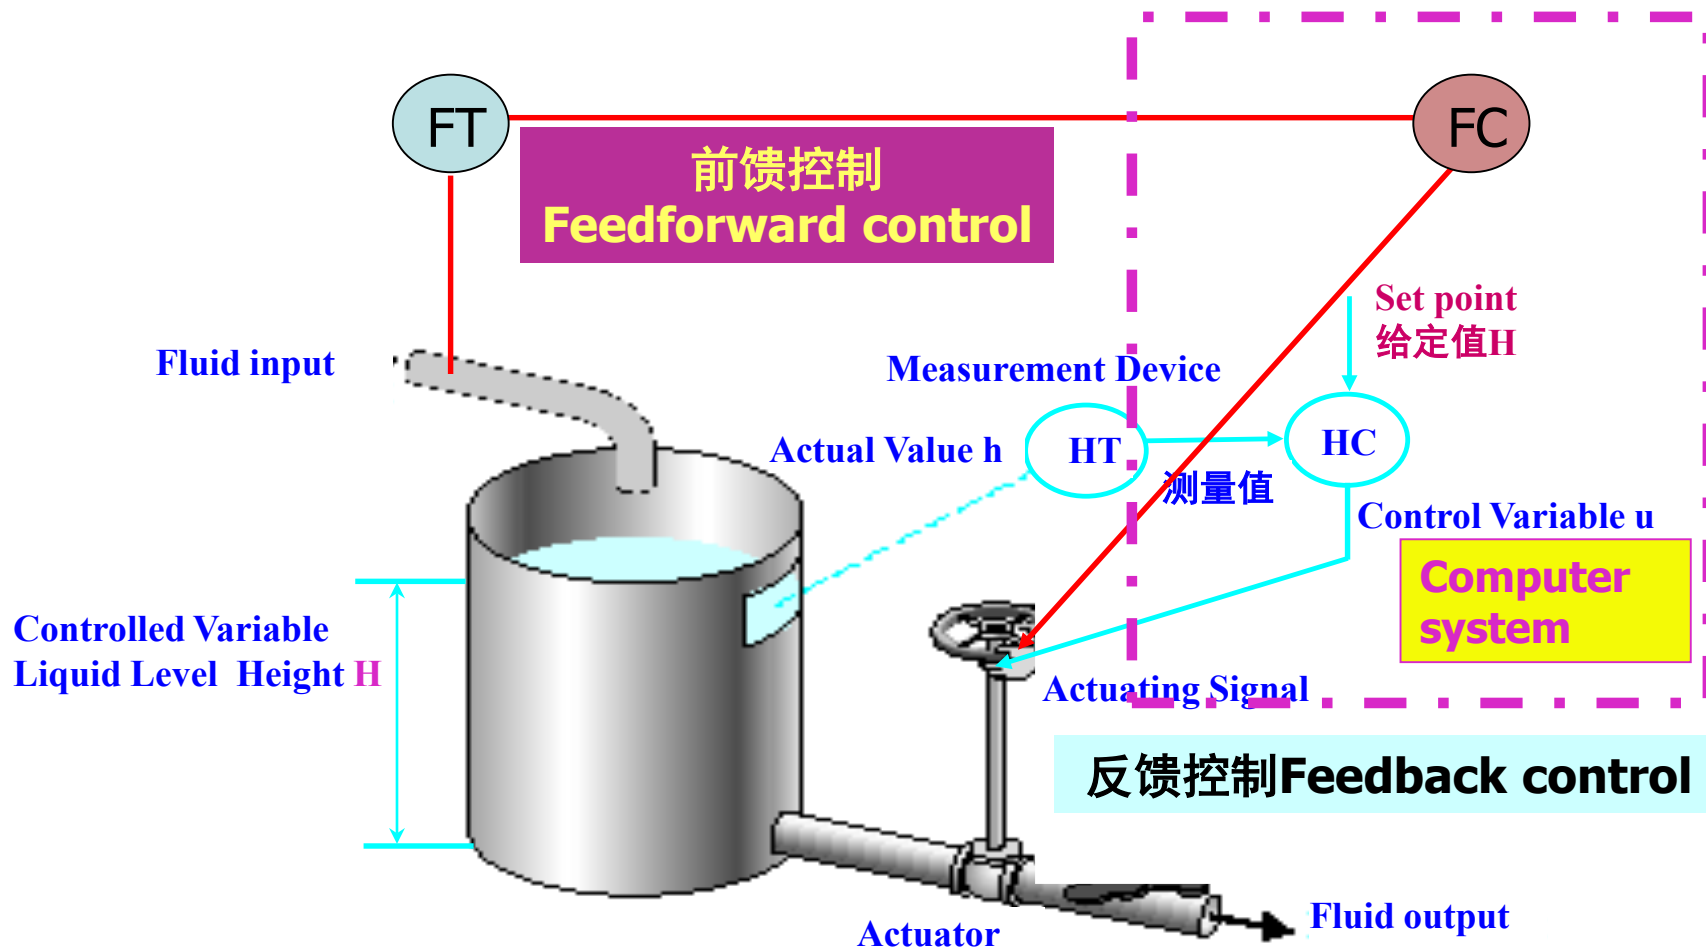 FT
FC
前馈控制
Feedforward control
Set point
给定值H
Fluid input
Measurement Device
Actual Value h
HT
HC
测量值
Control Variable u
Computer
system
Controlled Variable
Liquid Level Height H
Actuating Signal
反馈控制Feedback control
Fluid output
Actuator